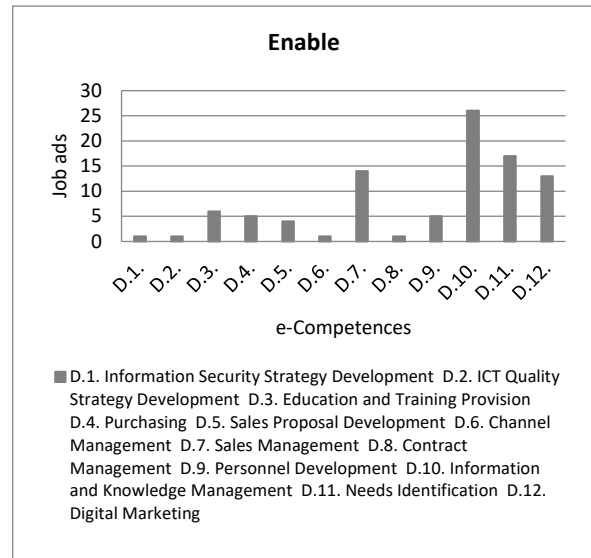 Enable
30
25
20
15
10
5
0
Job ads
D.1. D.2. D.3. D.4. D.5. D.6. D.7. D.8. D.9. D.10. D.11. D.12.
e-Competences
D.1. Information Security Strategy Development D.2. ICT Quality
Strategy Development D.3. Education and Training Provision
D.4. Purchasing D.5. Sales Proposal Development D.6. Channel
Management D.7. Sales Management D.8. Contract
Management D.9. Personnel Development D.10. Information
and Knowledge Management D.11. Needs Identification D.12.
Digital Marketing